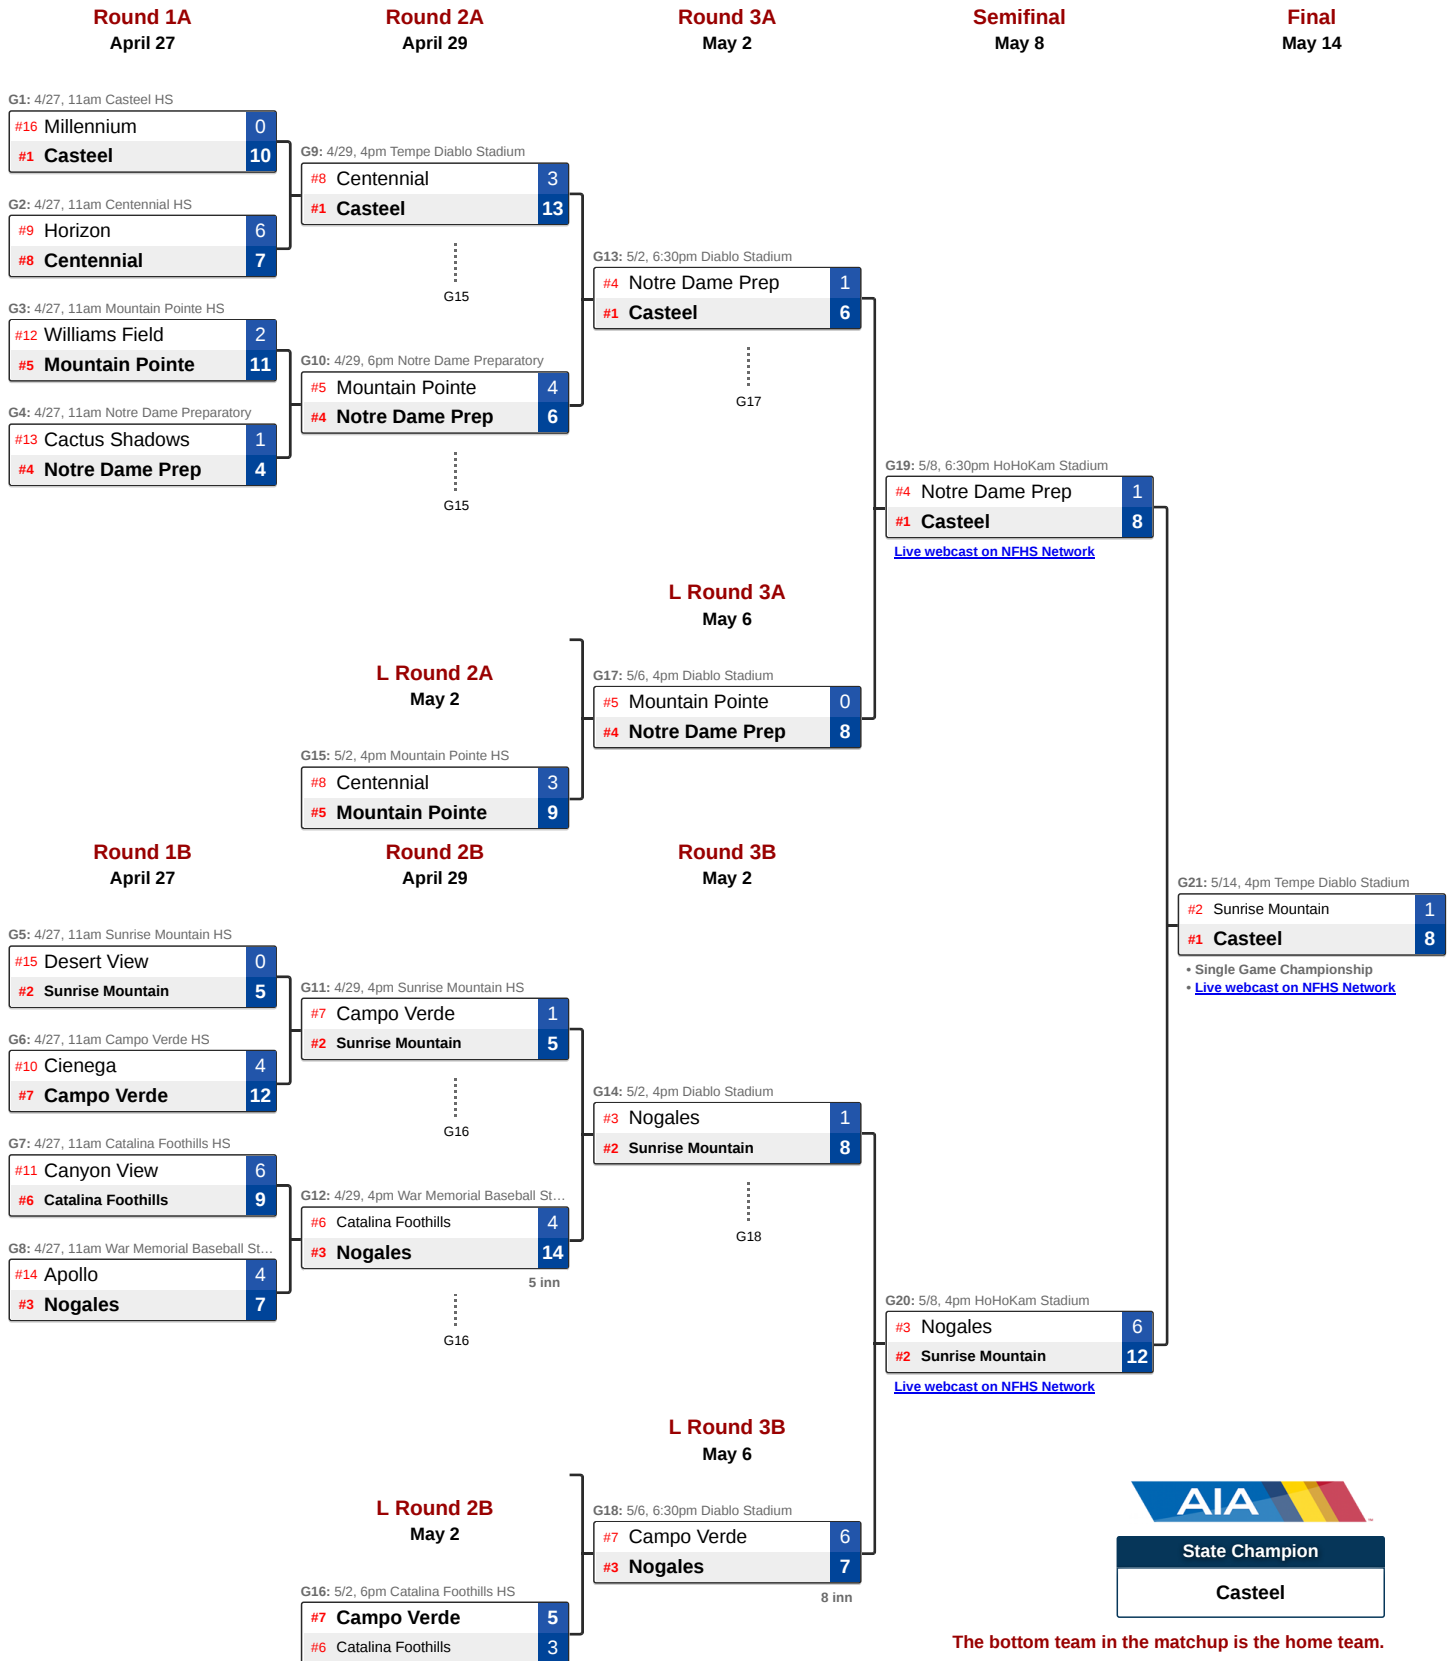 Round 1A
April 27
Round 2A
April 29
Round 3A
May 2
Semifinal
May 8
Final
May 14
G1: 4/27, 11am Casteel HS
#16 Millennium 0
#1 Casteel 10
G2: 4/27, 11am Centennial HS
#9 Horizon 6
#8 Centennial 7
G3: 4/27, 11am Mountain Pointe HS
#12 Williams Field 2
#5 Mountain Pointe 11
G4: 4/27, 11am Notre Dame Preparatory
#13 Cactus Shadows 1
#4 Notre Dame Prep 4
G9: 4/29, 4pm Tempe Diablo Stadium
#8 Centennial 3
#1 Casteel 13
G15
G10: 4/29, 6pm Notre Dame Preparatory
#5 Mountain Pointe 4
#4 Notre Dame Prep 6
G15
G13: 5/2, 6:30pm Diablo Stadium
#4 Notre Dame Prep 1
#1 Casteel 6
G17
G19: 5/8, 6:30pm HoHoKam Stadium
#4 Notre Dame Prep 1
#1 Casteel 8
Live webcast on NFHS Network
L Round 3A
May 6
L Round 2A
May 2
G17: 5/6, 4pm Diablo Stadium
#5 Mountain Pointe 0
#4 Notre Dame Prep 8
G15: 5/2, 4pm Mountain Pointe HS
#8 Centennial 3
#5 Mountain Pointe 9
Round 1B
April 27
Round 2B
April 29
Round 3B
May 2
G21: 5/14, 4pm Tempe Diablo Stadium
#2 Sunrise Mountain 1
#1 Casteel 8
• Single Game Championship
• Live webcast on NFHS Network
G5: 4/27, 11am Sunrise Mountain HS
#15 Desert View 0
#2 Sunrise Mountain 5
G6: 4/27, 11am Campo Verde HS
#10 Cienega 4
#7 Campo Verde 12
G7: 4/27, 11am Catalina Foothills HS
#11 Canyon View 6
#6 Catalina Foothills 9
G8: 4/27, 11am War Memorial Baseball St...
#14 Apollo 4
#3 Nogales 7
G11: 4/29, 4pm Sunrise Mountain HS
#7 Campo Verde 1
#2 Sunrise Mountain 5
G16
G12: 4/29, 4pm War Memorial Baseball St...
#6 Catalina Foothills 4
#3 Nogales 14
5 inn
G16
G14: 5/2, 4pm Diablo Stadium
#3 Nogales 1
#2 Sunrise Mountain 8
G18
G20: 5/8, 4pm HoHoKam Stadium
#3 Nogales 6
#2 Sunrise Mountain 12
Live webcast on NFHS Network
L Round 3B
May 6
L Round 2B
May 2
G18: 5/6, 6:30pm Diablo Stadium
#7 Campo Verde 6
#3 Nogales 7
8 inn
G16: 5/2, 6pm Catalina Foothills HS
#7 Campo Verde 5
#6 Catalina Foothills 3
AIA
State Champion
Casteel
The bottom team in the matchup is the home team.